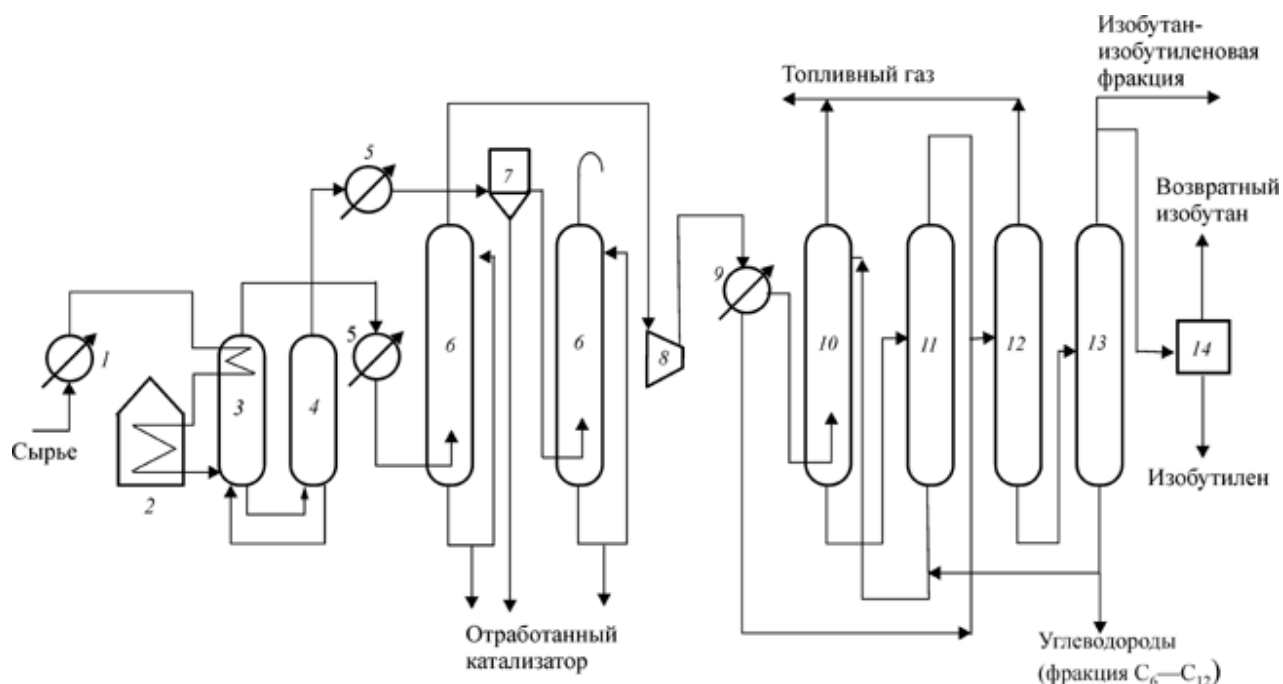 Изобутан-
изобутиленовая
фракция
Топливный газ
5
7
Возвратный
изобутан
9
1
5
6
6
8
10
11
12
13
14
3
4
Сырье
2
Изобутилен
Отработанный
катализатор
Углеводороды
(фракция C₆—C₁₂)